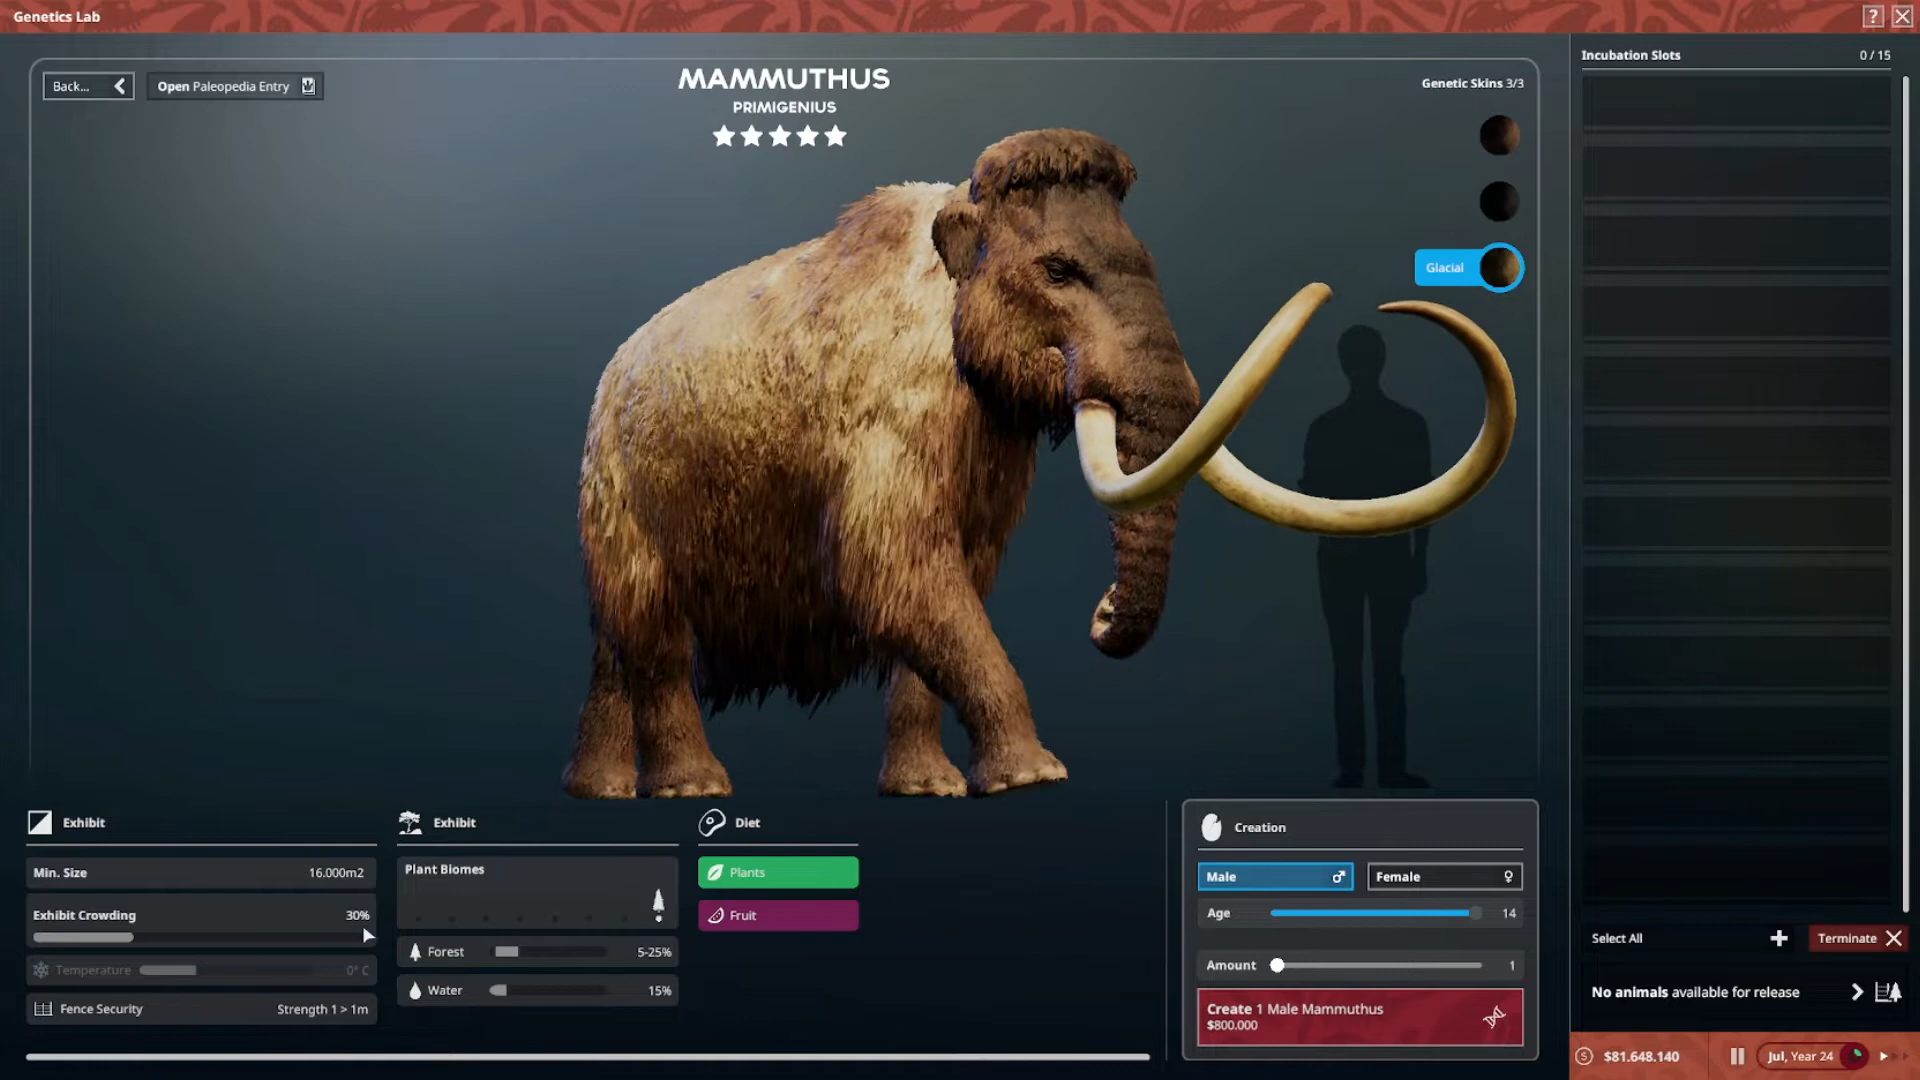 Genetics Lab
?
Back...
Open Paleopedia Entry
MAMMUTHUS
PRIMIGENIUS
Genetic Skins 3/3
Glacial
Incubation Slots 0 / 15
Exhibit
Min. Size 16.000m2
Exhibit Crowding 30%
Temperature 0° C
Fence Security Strength 1 > 1m
Exhibit
Plant Biomes
Forest 5-25%
Water 15%
Diet
Plants
Fruit
Creation
Male
Female
Age 14
Amount 1
Create 1 Male Mammuthus
$800.000
Select All
Terminate
No animals available for release
$81.648.140
Jul, Year 24